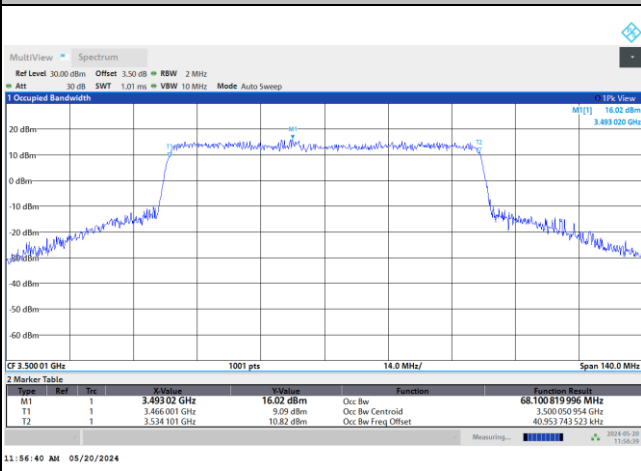 MultiView Spectrum
Ref Level 30.00 dBm Offset 3.50 dB RBW 2 MHz
Att 30 dB SWT 1.01 ms VBW 10 MHz Mode Auto Sweep
1 Occupied Bandwidth 1Pk View
M1[1] 16.02 dBm
3.493 020 GHz
20 dBm
M1
T1
T2
10 dBm
0 dBm
-10 dBm
-20 dBm
-30 dBm
-40 dBm
-50 dBm
-60 dBm
CF 3.500 01 GHz 1001 pts 14.0 MHz/ Span 140.0 MHz
2 Marker Table
Type Ref Trc X-Value Y-Value Function Function Result
M1 1 3.493 02 GHz 16.02 dBm Occ Bw 68.100 819 996 MHz
T1 1 3.466 001 GHz 9.09 dBm Occ Bw Centroid 3.500 050 954 GHz
T2 1 3.534 101 GHz 10.82 dBm Occ Bw Freq Offset 40.953 743 523 kHz
Measuring... 2024-05-20
11:56:39
11:56:40 AM 05/20/2024